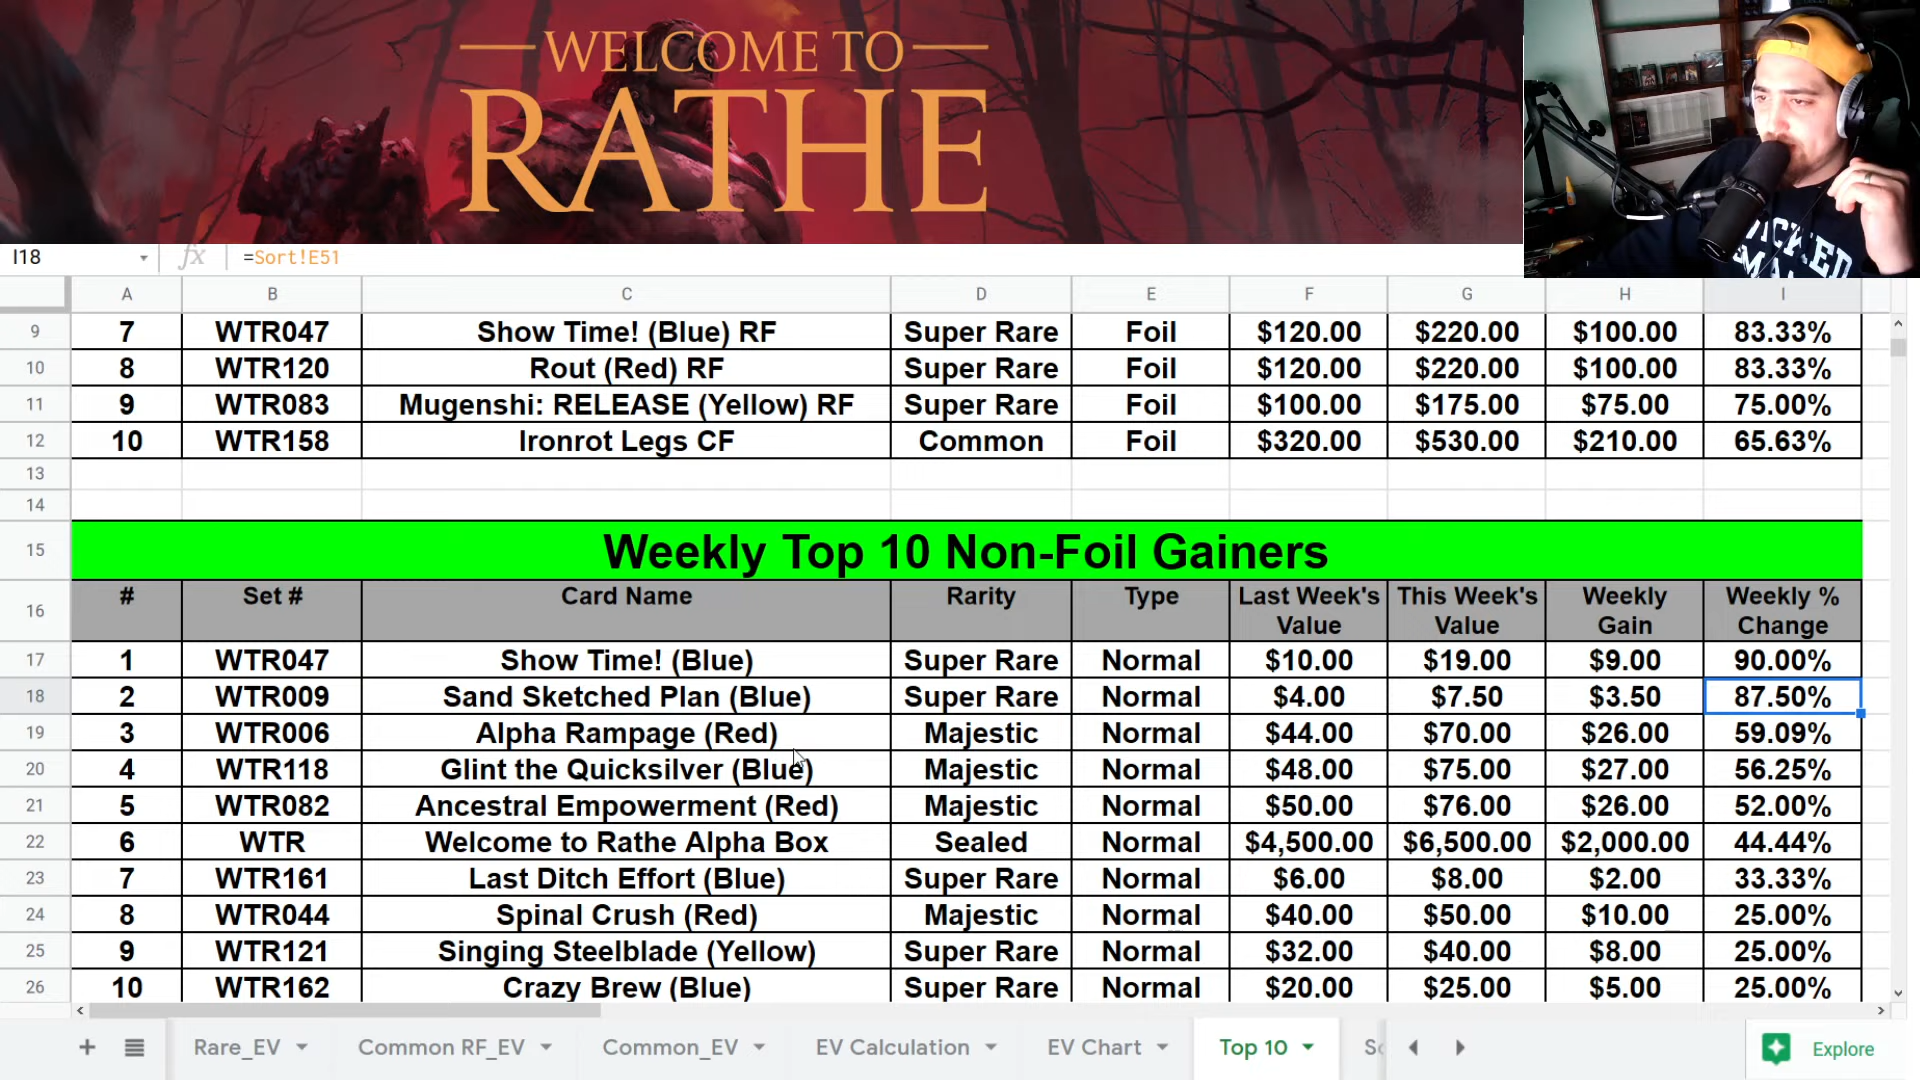 WELCOME TO
RATHE
I18 fx =Sort!E51
A B C D E F G H I
9 7 WTR047 Show Time! (Blue) RF Super Rare Foil $120.00 $220.00 $100.00 83.33%
10 8 WTR120 Rout (Red) RF Super Rare Foil $120.00 $220.00 $100.00 83.33%
11 9 WTR083 Mugenshi: RELEASE (Yellow) RF Super Rare Foil $100.00 $175.00 $75.00 75.00%
12 10 WTR158 Ironrot Legs CF Common Foil $320.00 $530.00 $210.00 65.63%
13
14
15 Weekly Top 10 Non-Foil Gainers
16 # Set # Card Name Rarity Type Last Week's Value This Week's Value Weekly Gain Weekly % Change
17 1 WTR047 Show Time! (Blue) Super Rare Normal $10.00 $19.00 $9.00 90.00%
18 2 WTR009 Sand Sketched Plan (Blue) Super Rare Normal $4.00 $7.50 $3.50 87.50%
19 3 WTR006 Alpha Rampage (Red) Majestic Normal $44.00 $70.00 $26.00 59.09%
20 4 WTR118 Glint the Quicksilver (Blue) Majestic Normal $48.00 $75.00 $27.00 56.25%
21 5 WTR082 Ancestral Empowerment (Red) Majestic Normal $50.00 $76.00 $26.00 52.00%
22 6 WTR Welcome to Rathe Alpha Box Sealed Normal $4,500.00 $6,500.00 $2,000.00 44.44%
23 7 WTR161 Last Ditch Effort (Blue) Super Rare Normal $6.00 $8.00 $2.00 33.33%
24 8 WTR044 Spinal Crush (Red) Majestic Normal $40.00 $50.00 $10.00 25.00%
25 9 WTR121 Singing Steelblade (Yellow) Super Rare Normal $32.00 $40.00 $8.00 25.00%
26 10 WTR162 Crazy Brew (Blue) Super Rare Normal $20.00 $25.00 $5.00 25.00%
Rare_EV Common RF_EV Common_EV EV Calculation EV Chart Top 10 Explore